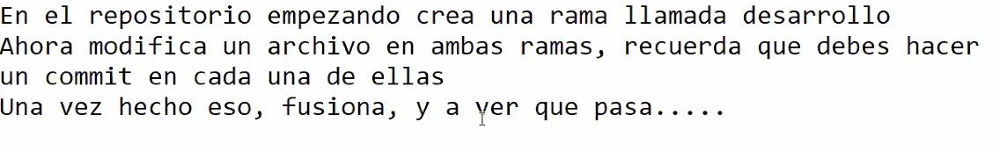 En el repositorio empezando crea una rama llamada desarrollo
Ahora modifica un archivo en ambas ramas, recuerda que debes hacer
un commit en cada una de ellas
Una vez hecho eso, fusiona, y a ver que pasa.....